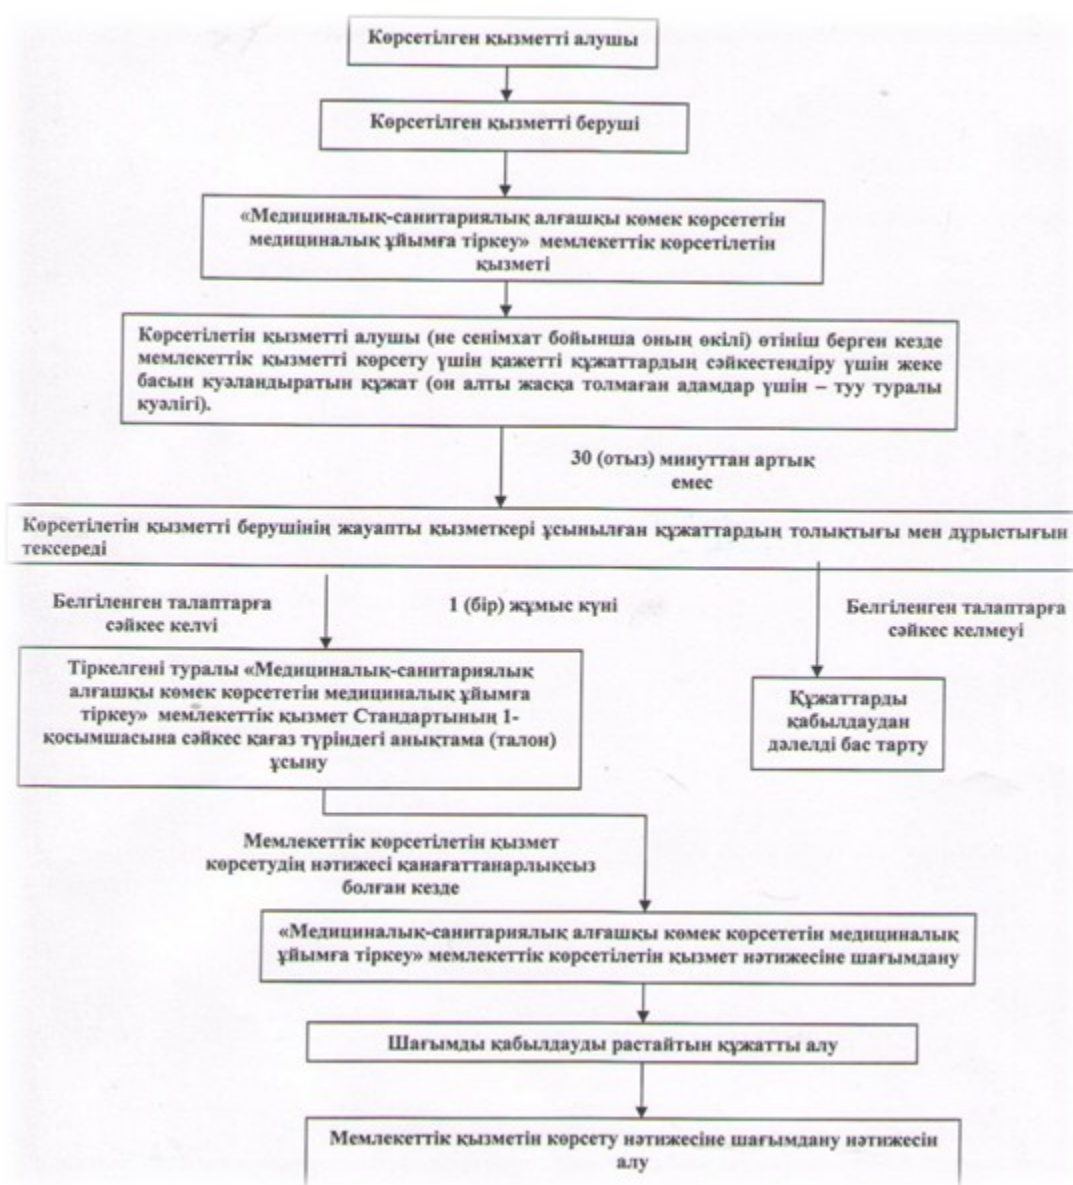 Көрсетілген қызметті алушы
Көрсетілген қызметті беруші
«Медициналық-санитариялық алғашқы көмек көрсететін
медициналық ұйымға тіркеу» мемлекеттік көрсетілетін
қызметі
Көрсетілетін қызметті алушы (не сенімхат бойынша оның өкілі) өтініш берген кезде
мемлекеттік қызметті көрсету үшін қажетті құжаттардың сәйкестендіру үшін жеке
басын куәландыратын құжат (он алты жасқа толмаған адамдар үшін – туу туралы
куәлігі).
30 (отыз) минуттан артық
емес
Көрсетілетін қызметті берушінің жауапты қызметкері ұсынылған құжаттардың толықтығы мен дұрыстығын
тексереді
Белгіленген талаптарға
сәйкес келуі
1 (бір) жұмыс күні
Белгіленген талаптарға
сәйкес келмеуі
Тіркелгені туралы «Медициналық-санитариялық
алғашқы көмек көрсететін медициналық ұйымға
тіркеу» мемлекеттік қызмет Стандартының 1-
қосымшасына сәйкес қағаз түріндегі анықтама (талон)
ұсыну
Құжаттарды
қабылдаудан
дәлелді бас тарту
Мемлекеттік көрсетілетін қызмет
көрсетудің нәтижесі қанағаттанарлықсыз
болған кезде
«Медициналық-санитариялық алғашқы көмек көрсететін медициналық
ұйымға тіркеу» мемлекеттік көрсетілетін қызмет нәтижесіне шағымдану
Шағымды қабылдауды растайтын құжатты алу
Мемлекеттік қызметін көрсету нәтижесіне шағымдану нәтижесін
алу